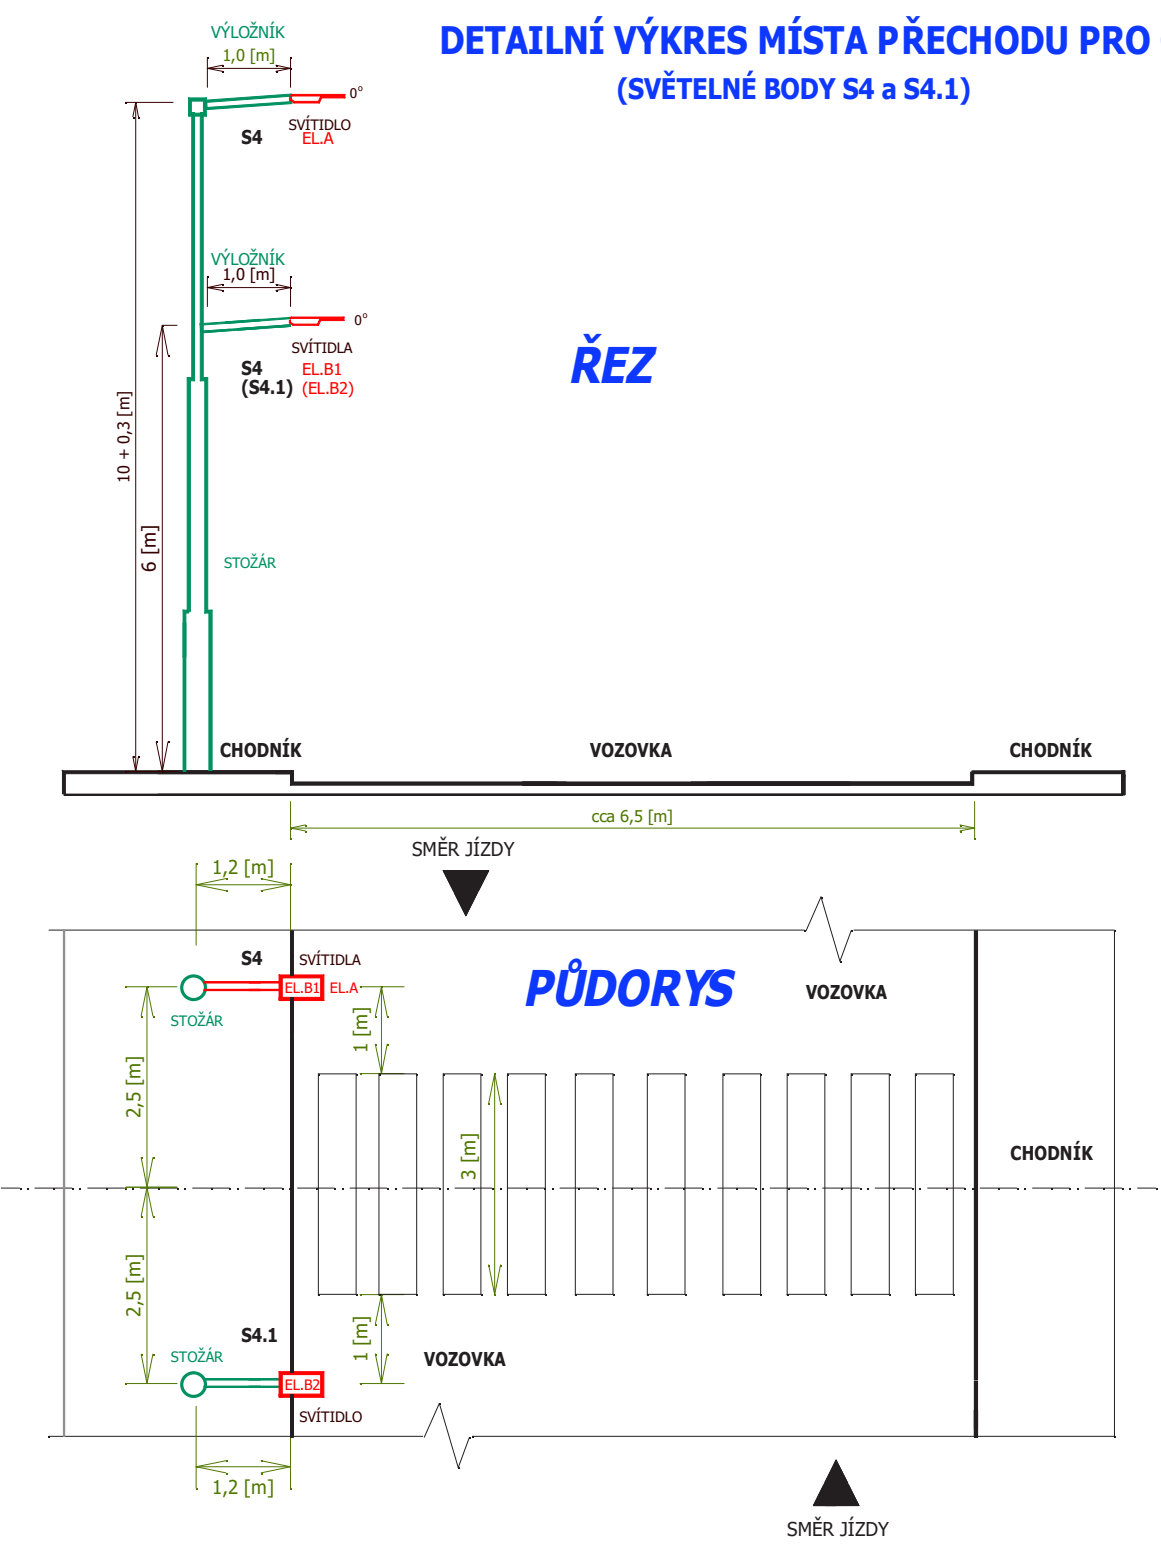 DETAILNÍ VÝKRES MÍSTA PŘECHODU PRO
(SVĚTELNÉ BODY S4 a S4.1)
VÝLOŽNÍK
1,0 [m]
0°
SVÍTIDLO
S4
EL.A
VÝLOŽNÍK
1,0 [m]
0°
SVÍTIDLA
S4
EL.B1
(S4.1)
(EL.B2)
ŘEZ
10 + 0,3 [m]
6 [m]
STOŽÁR
CHODNÍK
VOZOVKA
CHODNÍK
cca 6,5 [m]
SMĚR JÍZDY
1,2 [m]
S4
SVÍTIDLA
EL.B1
EL.A
PŮDORYS
VOZOVKA
STOŽÁR
1 [m]
2,5 [m]
3 [m]
CHODNÍK
2,5 [m]
1 [m]
S4.1
STOŽÁR
VOZOVKA
EL.B2
SVÍTIDLO
1,2 [m]
SMĚR JÍZDY